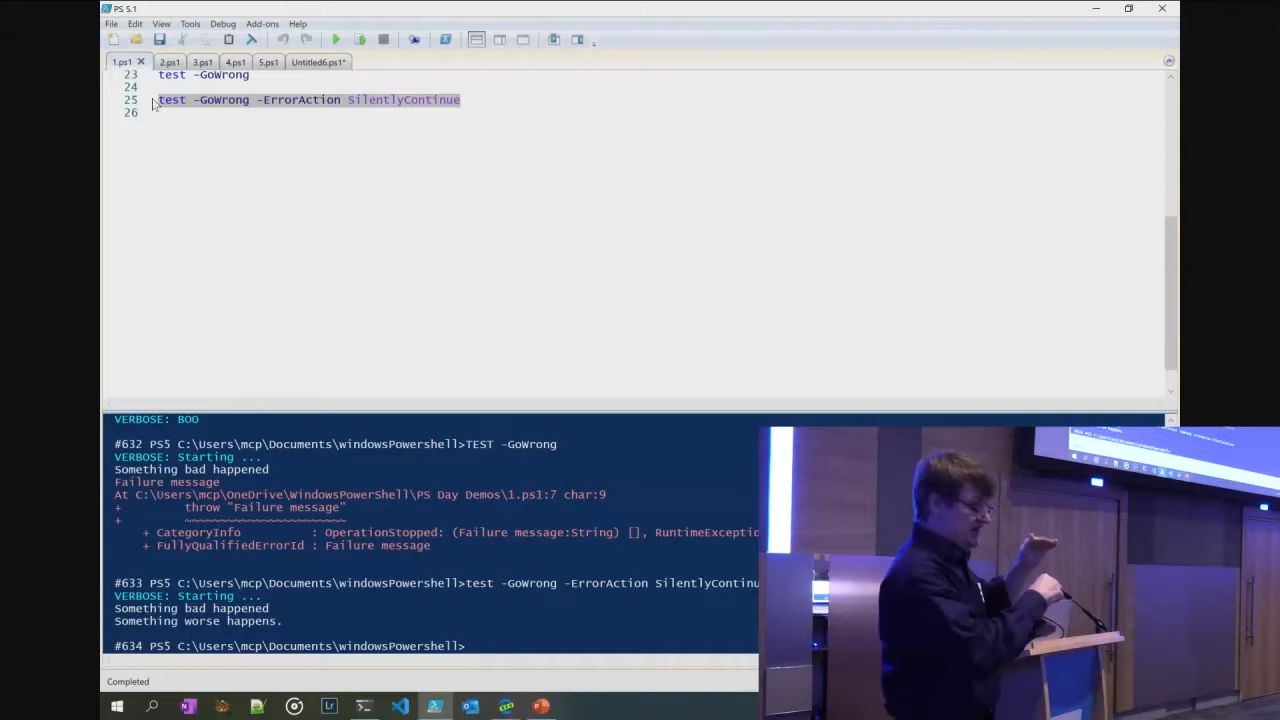 PS 5.1
File Edit View Tools Debug Add-ons Help
1.ps1 2.ps1 3.ps1 4.ps1 5.ps1 Untitled6.ps1*
23 test -GoWrong
24
25 test -GoWrong -ErrorAction SilentlyContinue
26
VERBOSE: BOO
#632 PS5 C:\Users\mcp\Documents\windowsPowershell>TEST -GoWrong
VERBOSE: Starting ...
Something bad happened
Failure message
At C:\Users\mcp\OneDrive\WindowsPowerShell\PS Day Demos\1.ps1:7 char:9
+         throw "Failure message"
+         ~~~~~~~~~~~~~~~~~~~~~~~
    + CategoryInfo          : OperationStopped: (Failure message:String) [], RuntimeExceptio
    + FullyQualifiedErrorId : Failure message
#633 PS5 C:\Users\mcp\Documents\windowsPowershell>test -GoWrong -ErrorAction SilentlyContinu
VERBOSE: Starting ...
Something bad happened
Something worse happens.
#634 PS5 C:\Users\mcp\Documents\windowsPowershell>
Completed
Lr